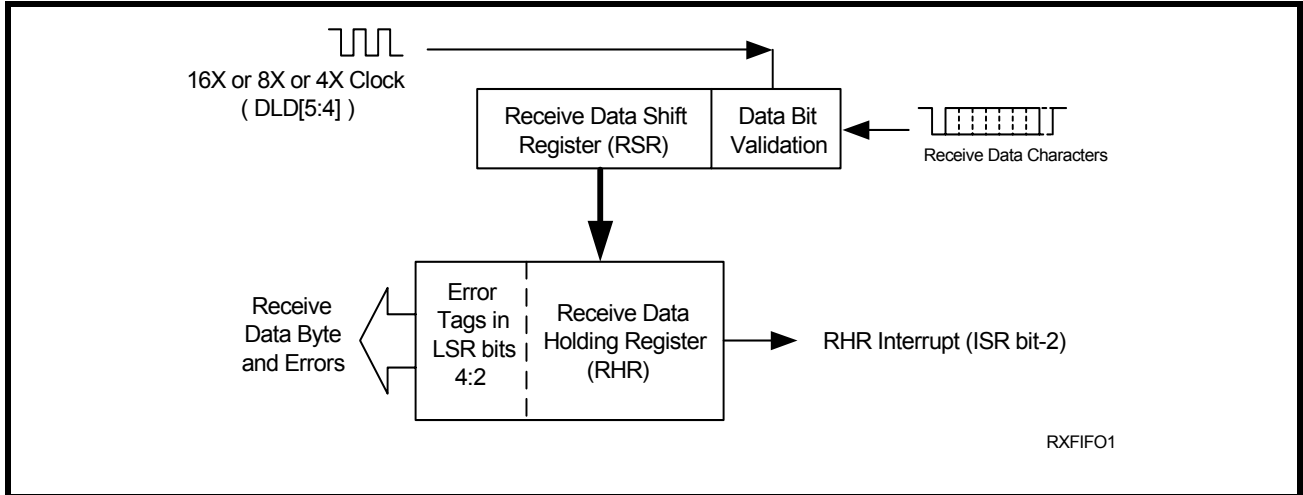 16X or 8X or 4X Clock
( DLD[5:4] )
Receive Data Shift
Register (RSR)
Data Bit
Validation
Receive Data Characters
Receive
Data Byte
and Errors
Error
Tags in
LSR bits
4:2
Receive Data
Holding Register
(RHR)
RHR Interrupt (ISR bit-2)
RXFIFO1